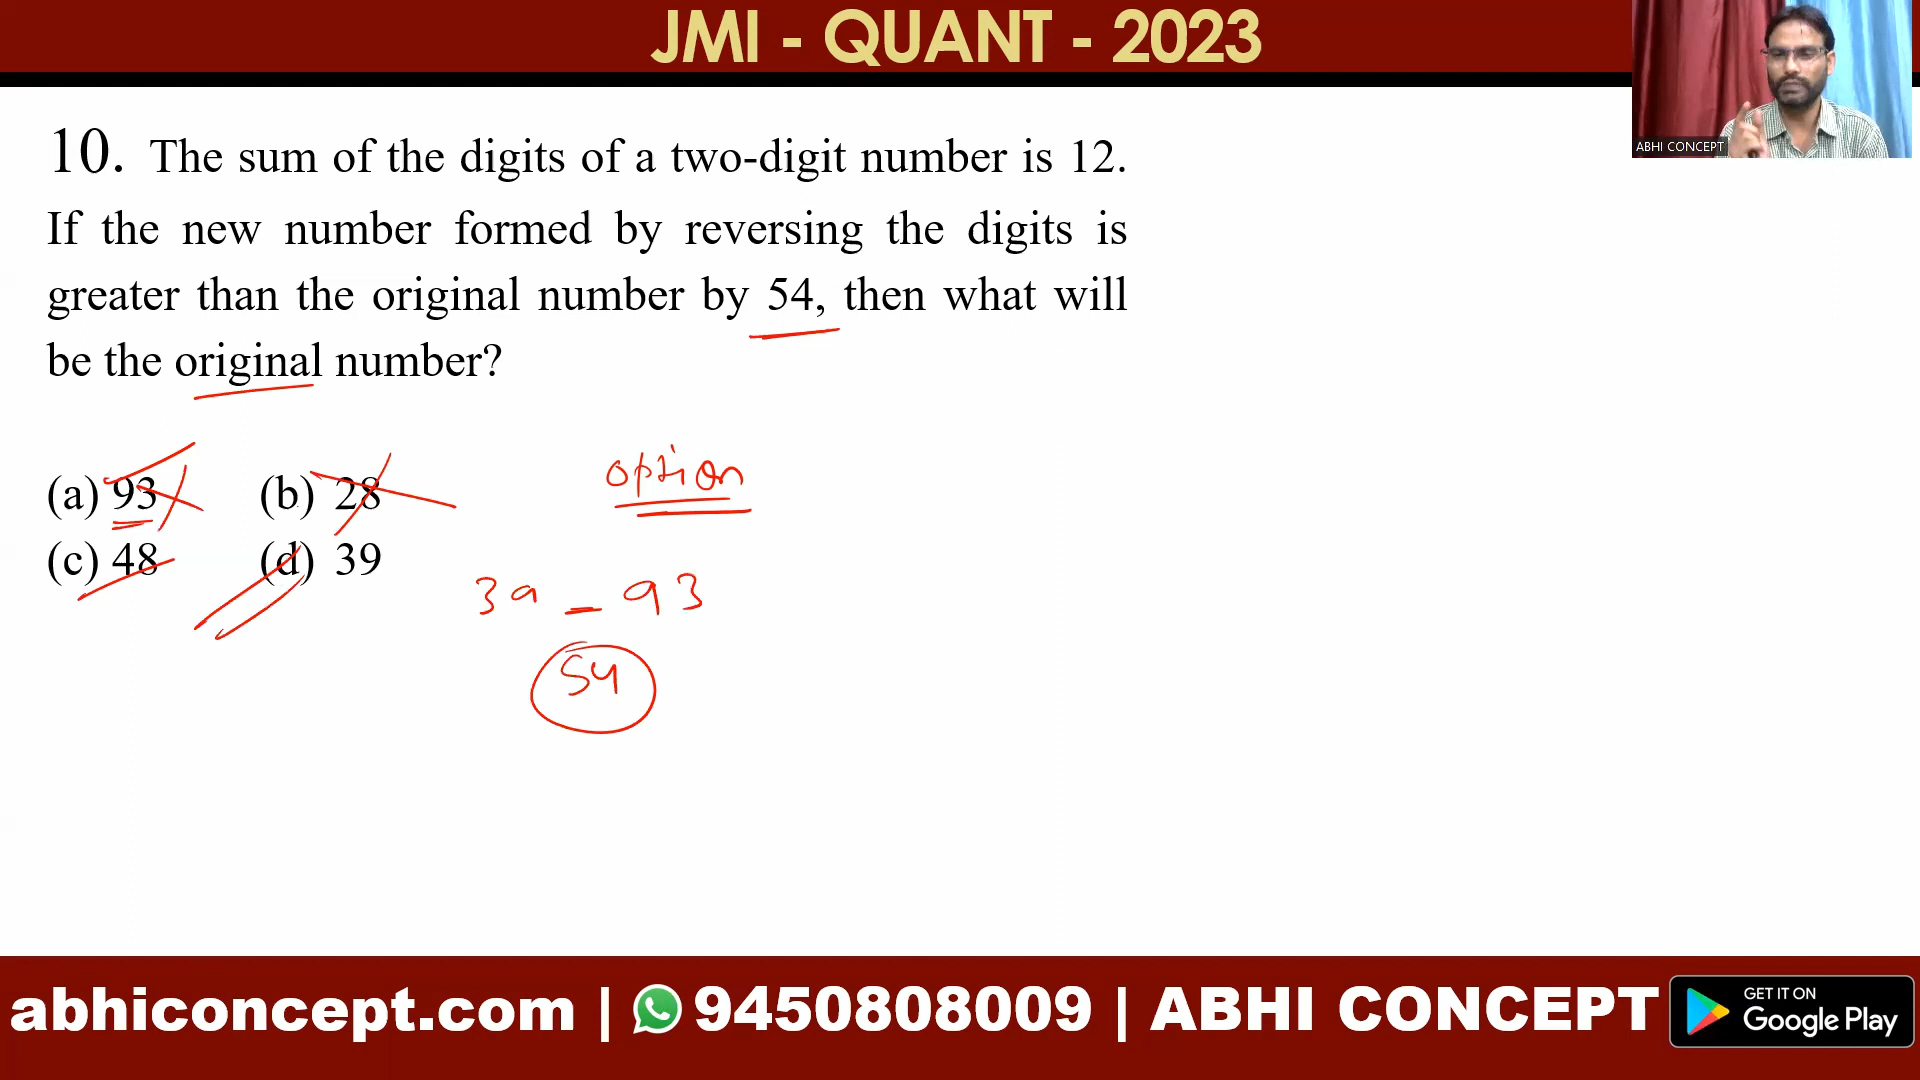 JMI - QUANT - 2023
ABHI CONCEPT
10. The sum of the digits of a two-digit number is 12.
If the new number formed by reversing the digits is
greater than the original number by 54, then what will
be the original number?
(a) 93 (b) 28
(c) 48 (d) 39
option
39 - 93
54
abhiconcept.com | 9450808009 | ABHI CONCEPT
GET IT ON
Google Play